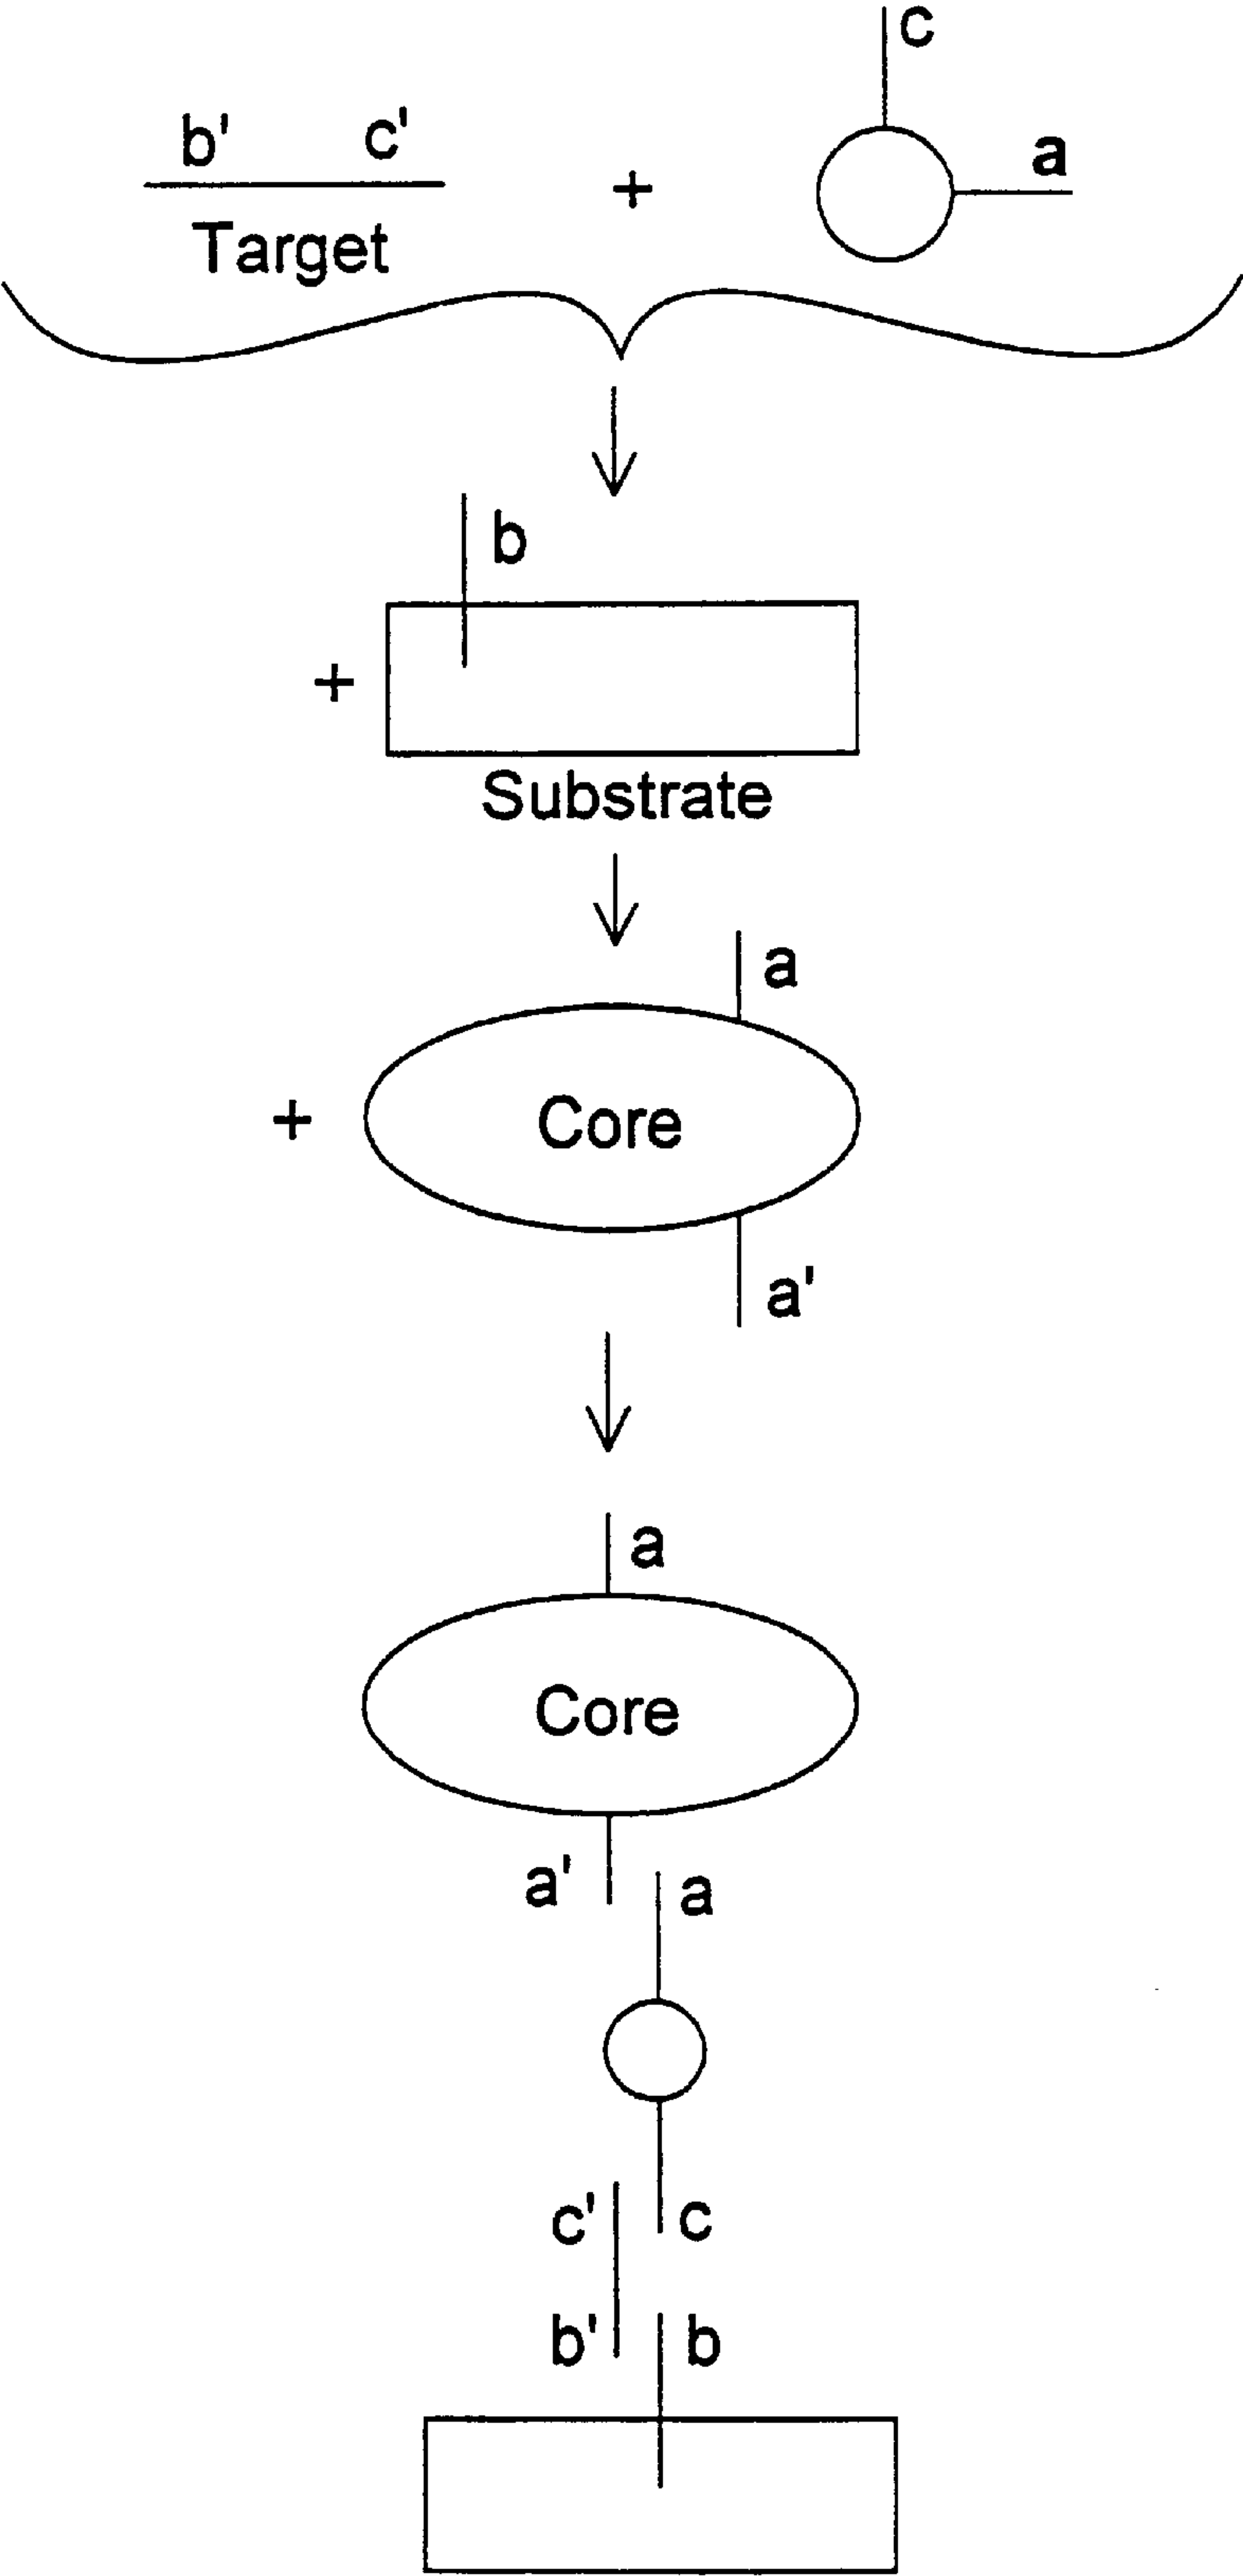 c
b' c' + a
Target
b
+
Substrate
a
+ Core
a'
a
Core
a' a
c' c
b' b